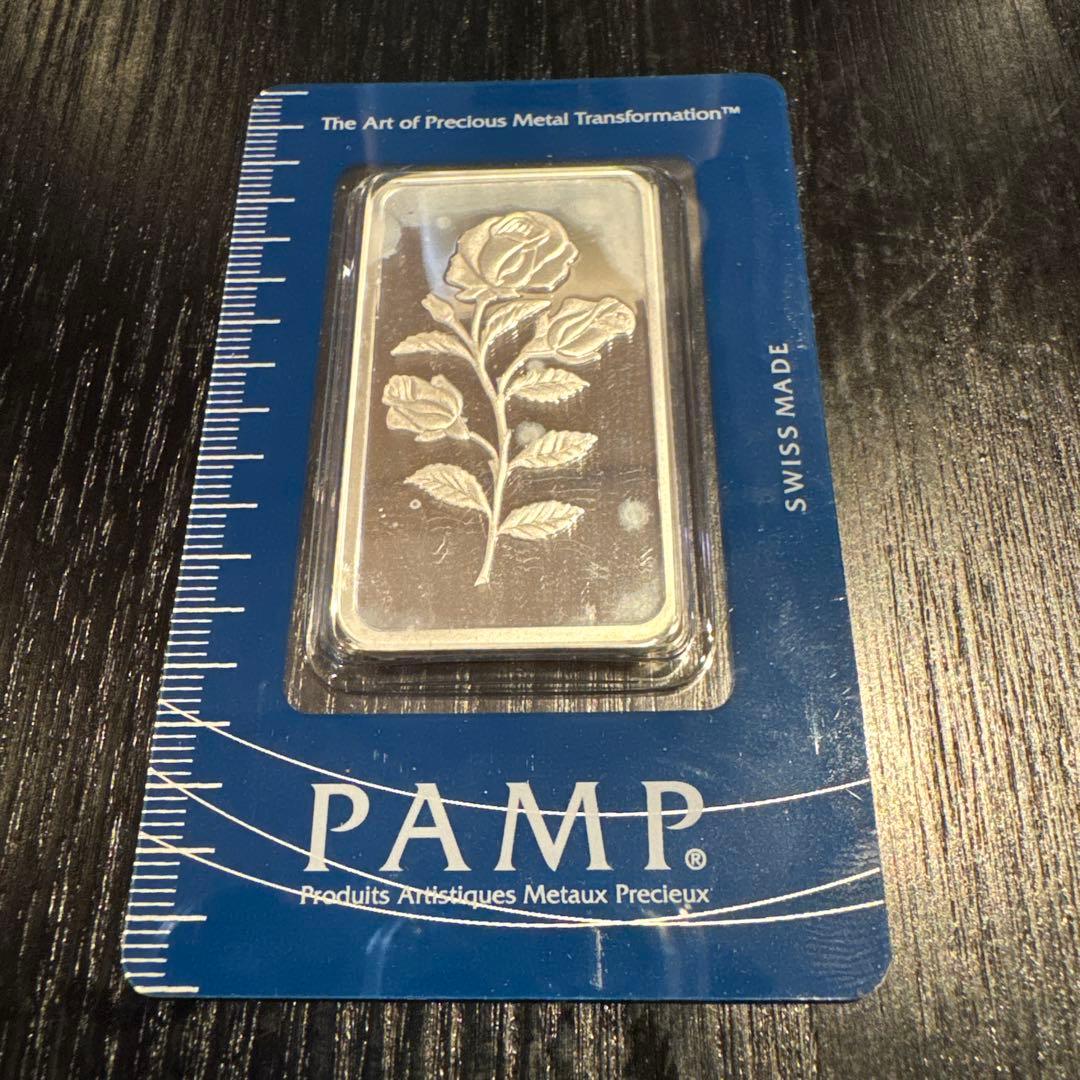 The Art of Precious Metal Transformation™
SWISS MADE
PAMP®
Produits Artistiques Metaux Precieux